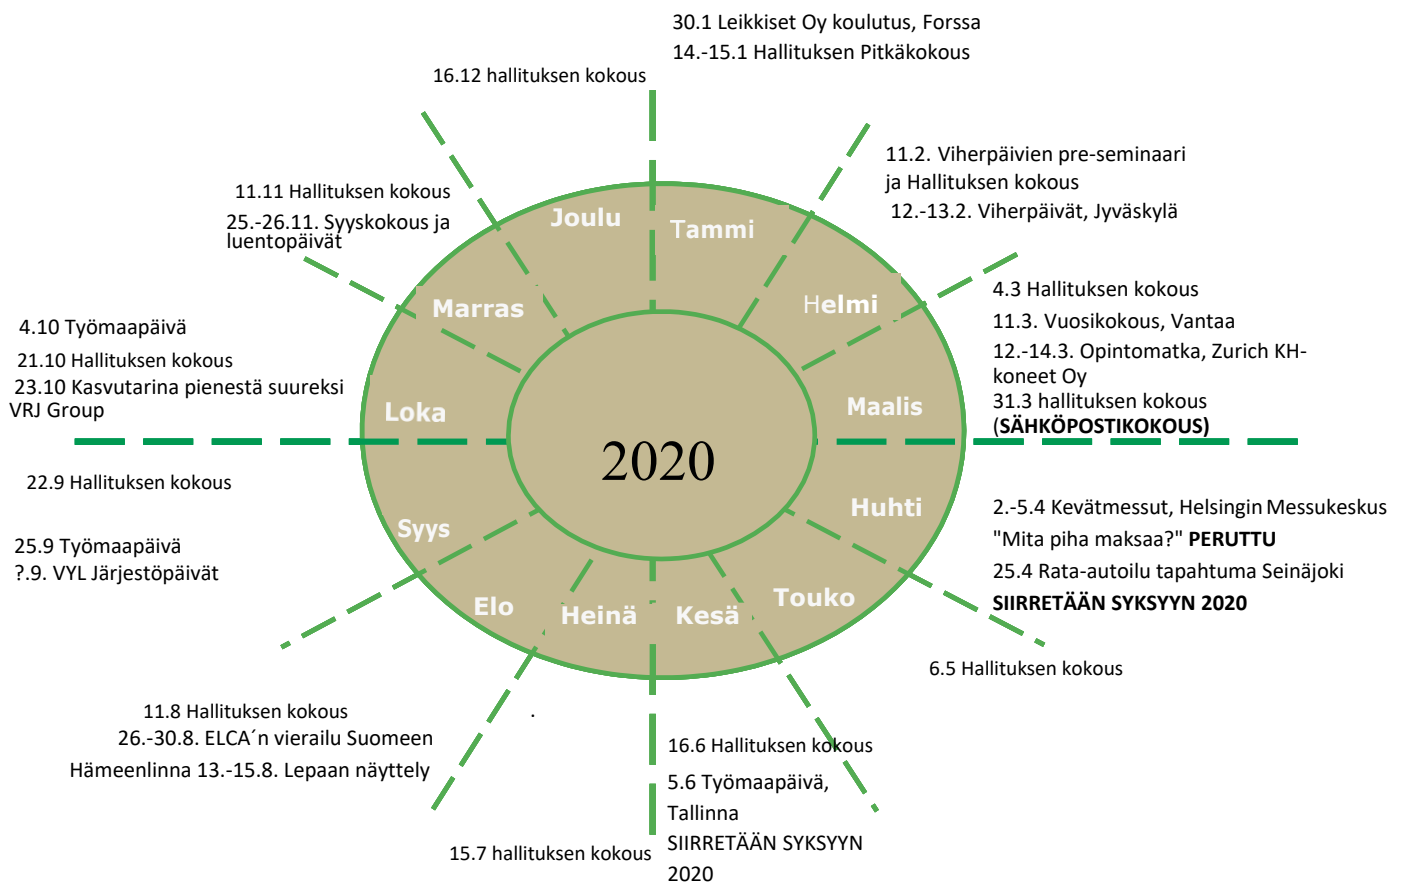 30.1 Leikkiset Oy koulutus, Forssa
14.-15.1 Hallituksen Pitkäkokous
16.12 hallituksen kokous
11.2. Viherpäivien pre-seminaari
ja Hallituksen kokous
12.-13.2. Viherpäivät, Jyväskylä
11.11 Hallituksen kokous
25.-26.11. Syyskokous ja
luentopäivät
Joulu
Tammi
Marras
Helmi
4.3 Hallituksen kokous
11.3. Vuosikokous, Vantaa
12.-14.3. Opintomatka, Zurich KH-
koneet Oy
31.3 hallituksen kokous
(SÄHKÖPOSTIKOKOUS)
4.10 Työmaapäivä
21.10 Hallituksen kokous
23.10 Kasvutarina pienestä suureksi
VRJ Group
Loka
Maalis
2020
22.9 Hallituksen kokous
25.9 Työmaapäivä
?.9. VYL Järjestöpäivät
Syys
Huhti
2.-5.4 Kevätmessut, Helsingin Messukeskus
"Mita piha maksaa?" PERUTTU
25.4 Rata-autoilu tapahtuma Seinäjoki
SIIRRETÄÄN SYKSYYN 2020
Elo
Heinä
Kesä
Touko
6.5 Hallituksen kokous
11.8 Hallituksen kokous
26.-30.8. ELCA´n vierailu Suomeen
Hämeenlinna 13.-15.8. Lepaan näyttely
.
16.6 Hallituksen kokous
5.6 Työmaapäivä,
Tallinna
SIIRRETÄÄN SYKSYYN
2020
15.7 hallituksen kokous